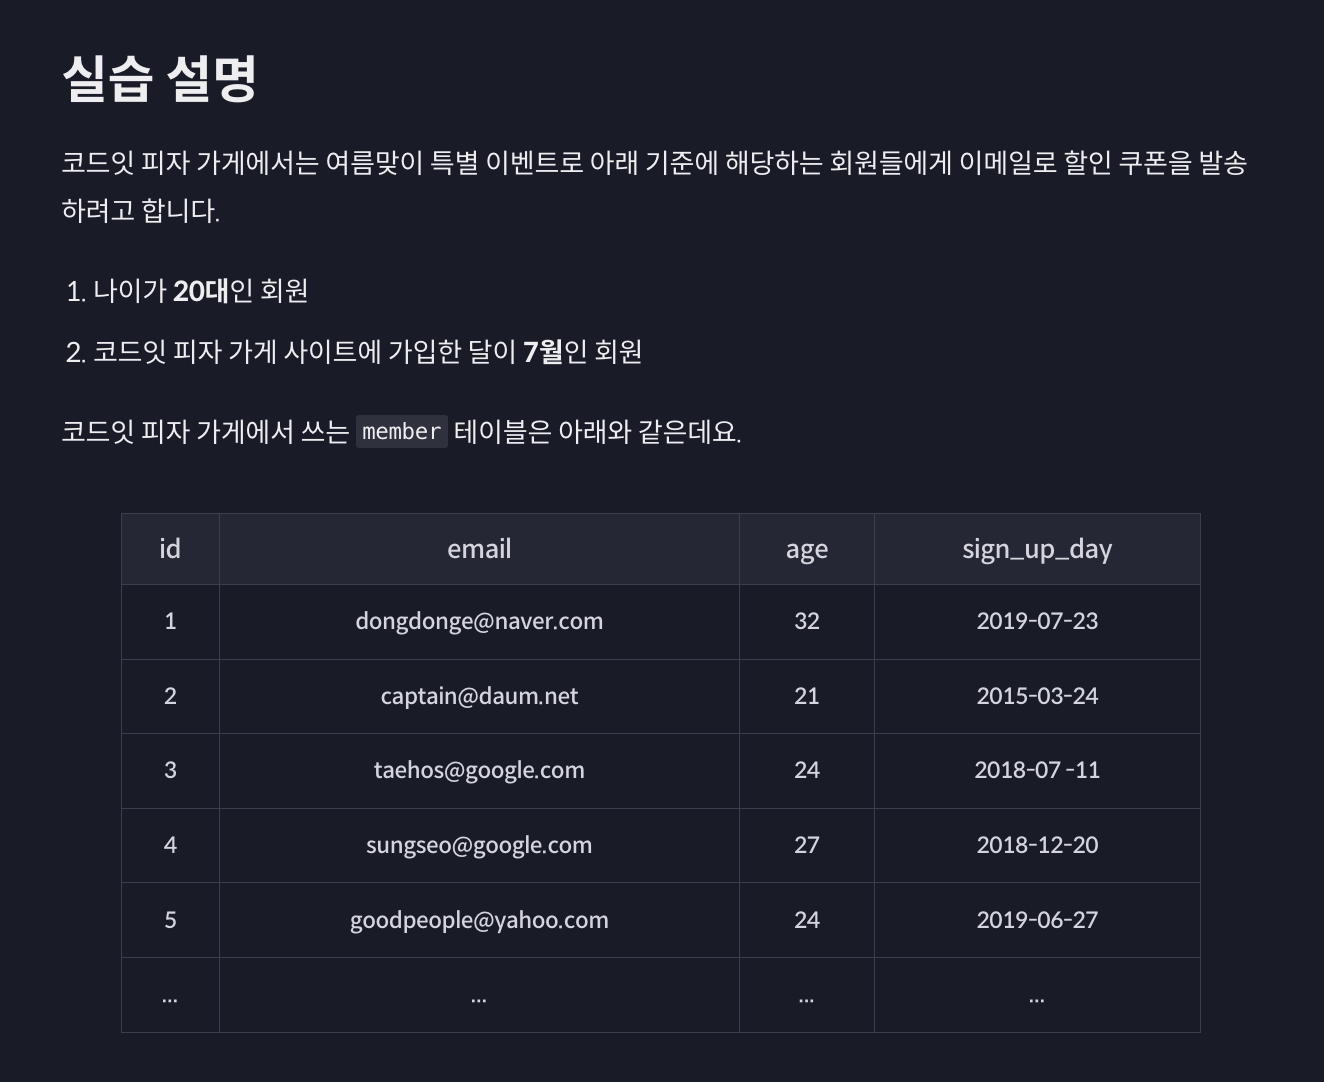 실습 설명
코드잇 피자 가게에서는 여름맞이 특별 이벤트로 아래 기준에 해당하는 회원들에게 이메일로 할인 쿠폰을 발송
하려고 합니다.
1. 나이가 20대인 회원
2. 코드잇 피자 가게 사이트에 가입한 달이 7월인 회원
코드잇 피자 가게에서 쓰는 member 테이블은 아래와 같은데요.
id email age sign_up_day
1 dongdonge@naver.com 32 2019-07-23
2 captain@daum.net 21 2015-03-24
3 taehos@google.com 24 2018-07 -11
4 sungseo@google.com 27 2018-12-20
5 goodpeople@yahoo.com 24 2019-06-27
... ... ... ...